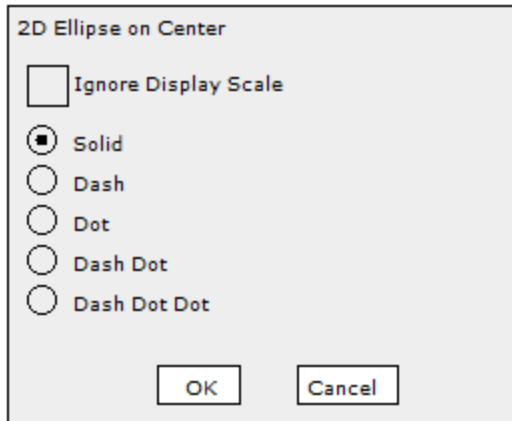 2D Ellipse on Center
Ignore Display Scale
Solid
Dash
Dot
Dash Dot
Dash Dot Dot
OK Cancel